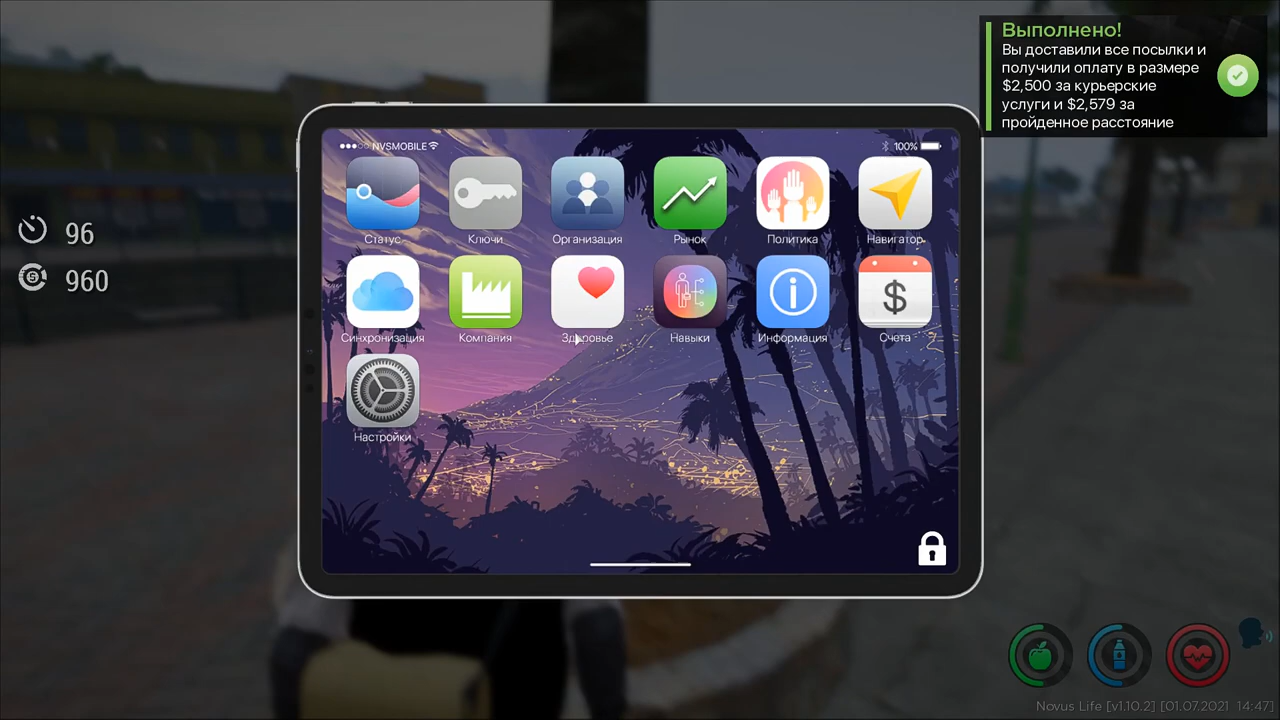 Выполнено!
Вы доставили все посылки и
получили оплату в размере
$2,500 за курьерские
услуги и $2,579 за
пройденное расстояние
NVSMOBILE
100%
Статус
Ключи
Организация
Рынок
Политика
Навигатор
96
960
Синхронизация
Компания
Здоровье
Навыки
Информация
Счета
Настройки
Novus Life [v1.10.2] [01.07.2021 14:47]